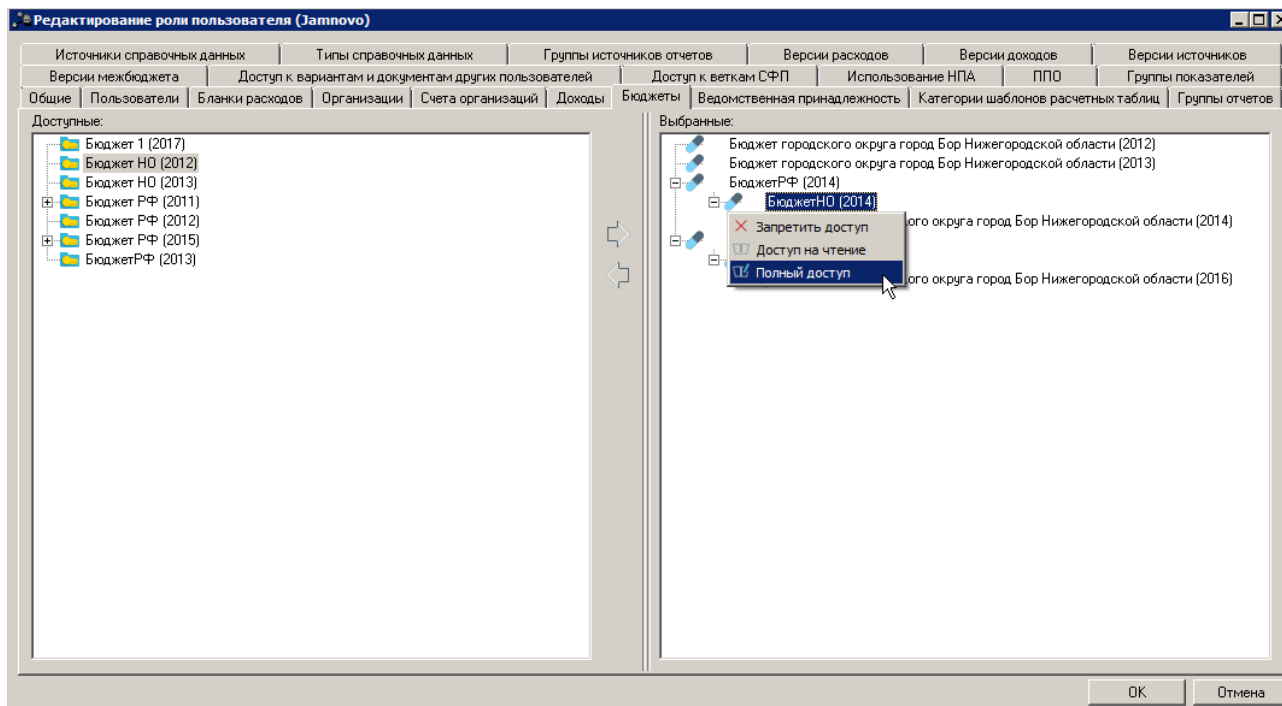 Редактирование роли пользователя (Jamnovo)
Источники справочных данных Типы справочных данных Группы источников отчетов Версии расходов Версии доходов Версии источников
Версии межбюджета Доступ к вариантам и документам других пользователей Доступ к веткам СФП Использование НПА ППО Группы показателей
Общие Пользователи Бланки расходов Организации Счета организаций Доходы Бюджеты Ведомственная принадлежность Категории шаблонов расчетных таблиц Группы отчетов
Доступные:
Бюджет 1 (2017)
Бюджет НО (2012)
Бюджет НО (2013)
Бюджет РФ (2011)
Бюджет РФ (2012)
Бюджет РФ (2015)
БюджетРФ (2013)
Выбранные:
Бюджет городского округа город Бор Нижегородской области (2012)
Бюджет городского округа город Бор Нижегородской области (2013)
БюджетРФ (2014)
БюджетНО (2014)
ого округа город Бор Нижегородской области (2014)
Запретить доступ
Доступ на чтение
Полный доступ
ого округа город Бор Нижегородской области (2016)
OK Отмена